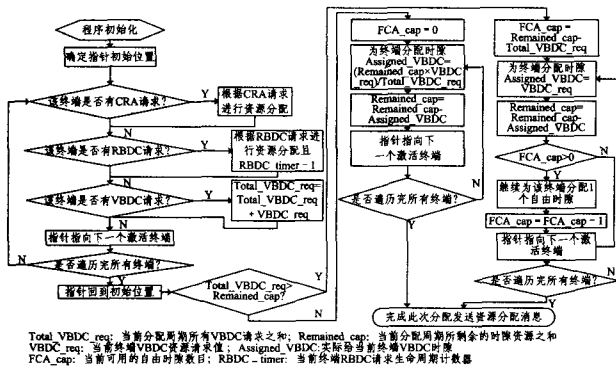 程序初始化
确定指针初始位置
该终端是否有CRA请求?
Y
根据CRA请求
进行资源分配
N
该终端是否有RBDC请求?
Y
根据RBDC请求进
行资源分配且
RBDC_timer-1
N
该终端是否有VBDC请求?
Y
Total_VBDC_req=
Total_VBDC_req
+ VBDC_req
N
指针指向下一个激活终端
N
是否遍历完所有终端?
Y
指针回到初始位置
Total_VBDC_req>
Remained_cap?
Y
N
FCA_cap = 0
为终端分配时隙
Assigned_VBDC=
(Remained_cap×VBDC
_req)/Total_VBDC_req
Remained_cap=
Remained_cap-
Assigned_VBDC
指针指向下
一个激活终端
N
是否遍历完所有终端?
Y
FCA_cap=
Remained_cap-
Total_VBDC_req
为终端分配时隙
Assigned_VBDC=
VBDC_req
Remained_cap=
Remained_cap-
Assigned_VBDC
FCA_cap>0
N
Y
继续为该终端分配1
个自由时隙
FCA_cap = FCA_cap - 1
指针指向下一个激
活终端
N
是否遍历完所有终端?
Y
完成此次分配发送资源分配消息
Total_VBDC_req: 当前分配周期所有VBDC请求之和; Remained_cap: 当前分配周期所剩余的时隙资源之和
VBDC_req: 当前终端VBDC资源请求值; Assigned_VBDC:实际给当前终端VBDC时隙
FCA_cap: 当前可用的自由时隙数目; RBDC_timer: 当前终端RBDC请求生命周期计数器